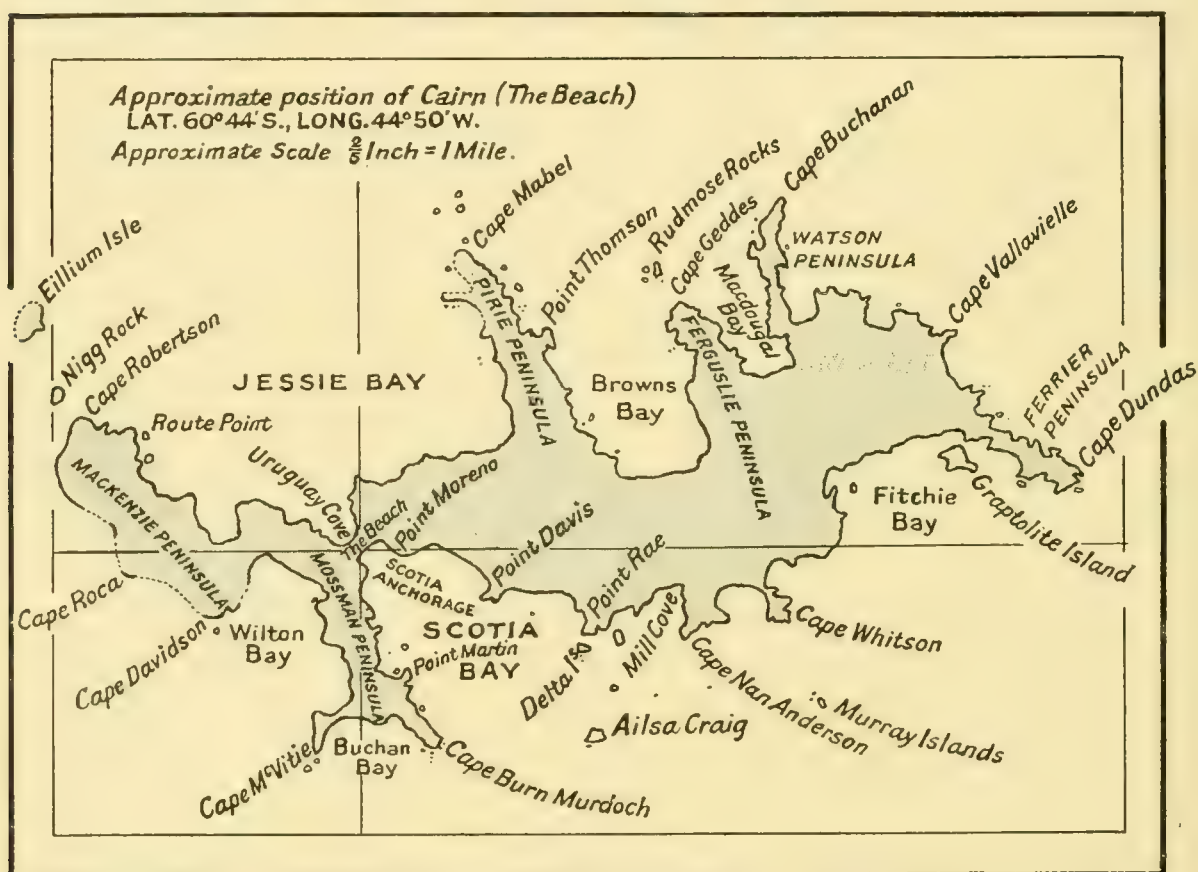 Approximate position of Cairn (The Beach)
LAT. 60°44'S., LONG. 44°50'W.
Approximate Scale 2/5 Inch = 1 Mile.
Eillium Isle
Nigg Rock
Cape Robertson
Route Point
JESSIE BAY
Cape Mabel
PIRIE PENINSULA
Point Thomson
Rudmose Rocks
Cape Geddes
Macdougal
Bay
Cape Buchanan
WATSON
PENINSULA
Cape Vallavielle
FERRIER
PENINSULA
Cape Dundas
Browns
Bay
FERGUSLIE PENINSULA
Fitchie
Bay
Graptolite Island
MACKENZIE PENINSULA
Uruguay Cove
The Beach
Point Moreno
Point Davis
Point Rae
SCOTIA
ANCHORAGE
Cape Roca
Cape Davidson
Wilton
Bay
MOSSMAN PENINSULA
SCOTIA
BAY
Point Martin
Delta Is.
Mill Cove
Cape Whitson
Cape Nan Anderson
Murray Islands
Ailsa Craig
Cape McVitie
Buchan
Bay
Cape Burn Murdoch